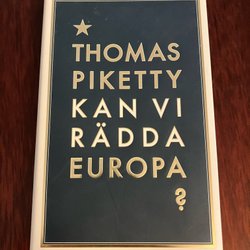 THOMAS
PIKETTY
KAN VI
RÄDDA
EUROPA
?